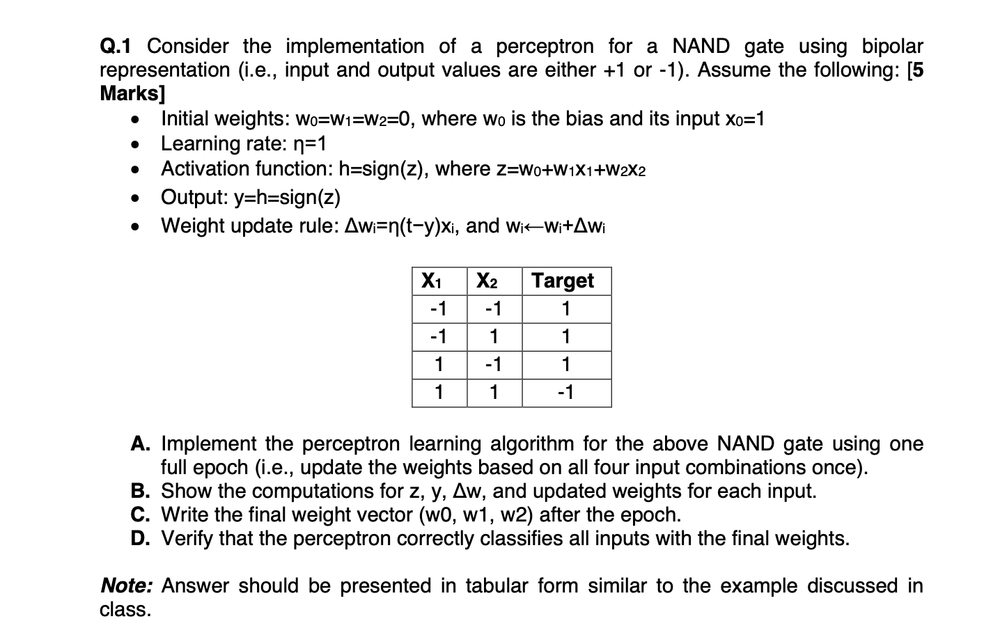 Q.1 Consider the implementation of a perceptron for a NAND gate using bipolar
representation (i.e., input and output values are either +1 or -1). Assume the following: [5
Marks]
• Initial weights: w₀=w₁=w₂=0, where w₀ is the bias and its input x₀=1
• Learning rate: η=1
• Activation function: h=sign(z), where z=w₀+w₁x₁+w₂x₂
• Output: y=h=sign(z)
• Weight update rule: Δwᵢ=η(t−y)xᵢ, and wᵢ←wᵢ+Δwᵢ
X₁ X₂ Target
-1 -1 1
-1 1 1
1 -1 1
1 1 -1
A. Implement the perceptron learning algorithm for the above NAND gate using one
full epoch (i.e., update the weights based on all four input combinations once).
B. Show the computations for z, y, Δw, and updated weights for each input.
C. Write the final weight vector (w0, w1, w2) after the epoch.
D. Verify that the perceptron correctly classifies all inputs with the final weights.
Note: Answer should be presented in tabular form similar to the example discussed in
class.